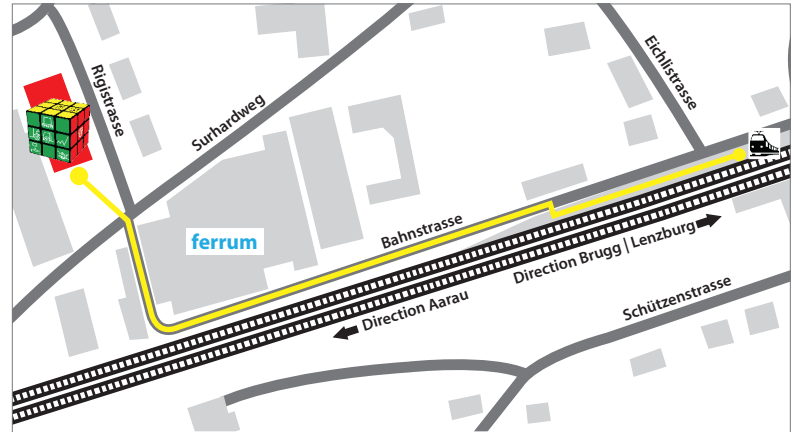 Rigistrasse
Surhardweg
Eichlistrasse
ferrum
Bahnstrasse
Direction Brugg | Lenzburg
Direction Aarau
Schützenstrasse